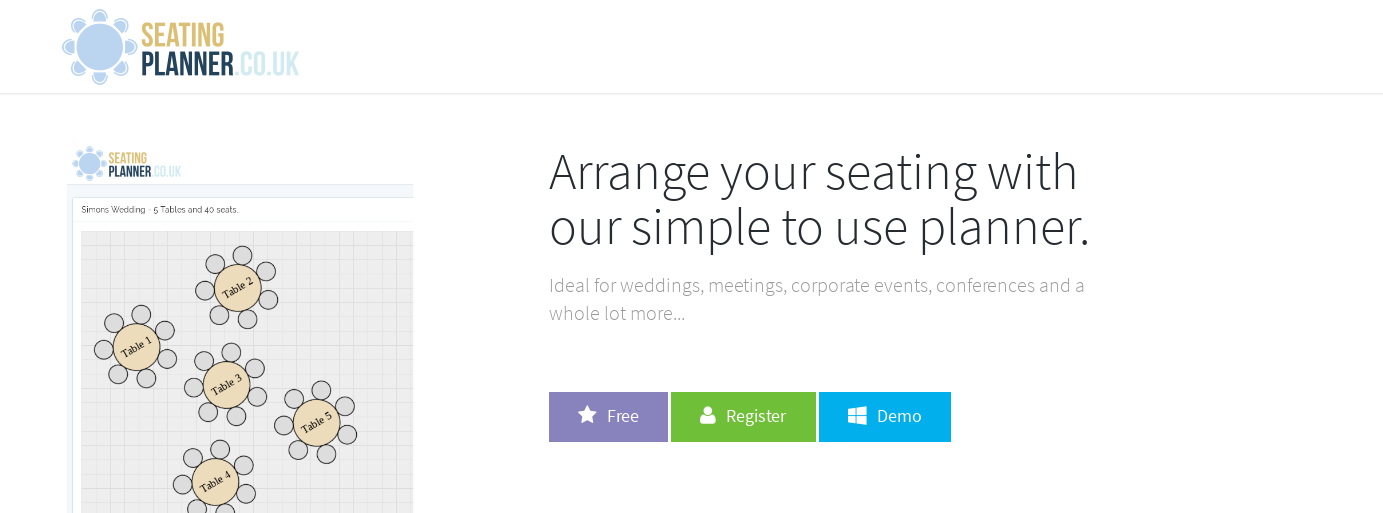 SEATING
PLANNER.CO.UK
SEATING
PLANNER.CO.UK
Simons Wedding - 5 Tables and 40 seats.
Table 2
Table 1
Table 3
Table 5
Table 4
Arrange your seating with
our simple to use planner.
Ideal for weddings, meetings, corporate events, conferences and a
whole lot more...
Free Register Demo